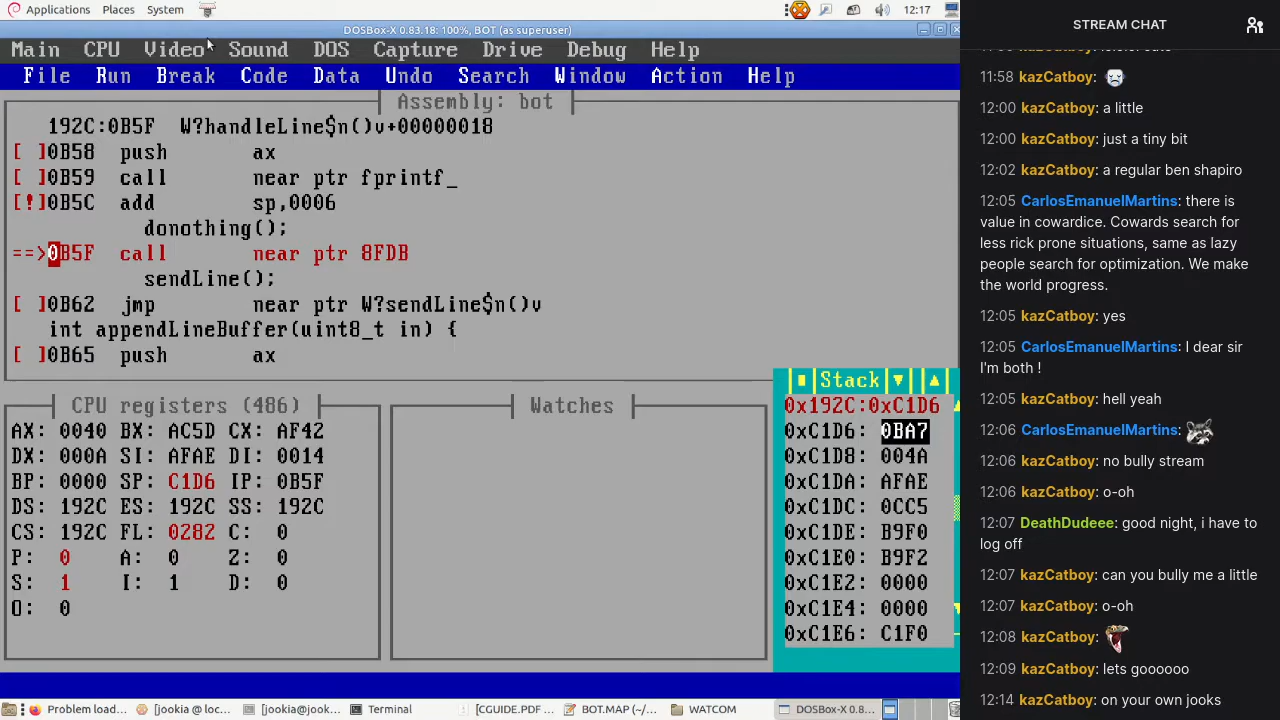 Applications Places System 12:17
DOSBox-X 0.83.18: 100%, BOT (as superuser)
Main CPU Video Sound DOS Capture Drive Debug Help
File Run Break Code Data Undo Search Window Action Help
Assembly: bot
192C:0B5F W?handleLine$n()v+00000018
[ ]0B58 push ax
[ ]0B59 call near ptr fprintf_
[!]0B5C add sp,0006
donothing();
==>0B5F call near ptr 8FDB
sendLine();
[ ]0B62 jmp near ptr W?sendLine$n()v
int appendLineBuffer(uint8_t in) {
[ ]0B65 push ax
CPU registers (486)
AX: 0040 BX: AC5D CX: AF42
DX: 000A SI: AFAE DI: 0014
BP: 0000 SP: C1D6 IP: 0B5F
DS: 192C ES: 192C SS: 192C
CS: 192C FL: 0282 C: 0
P: 0 A: 0 Z: 0
S: 1 I: 1 D: 0
O: 0
Watches
Stack
0x192C:0xC1D6
0xC1D6: 0BA7
0xC1D8: 004A
0xC1DA: AFAE
0xC1DC: 0CC5
0xC1DE: B9F0
0xC1E0: B9F2
0xC1E2: 0000
0xC1E4: 0000
0xC1E6: C1F0
Problem load...
[jookia @ loc...
[jookia@jook...
Terminal
[CGUIDE.PDF ...
BOT.MAP (~/...
WATCOM
DOSBox-X 0.8...
STREAM CHAT
11:58 kazCatboy:
12:00 kazCatboy: a little
12:00 kazCatboy: just a tiny bit
12:02 kazCatboy: a regular ben shapiro
12:05 CarlosEmanuelMartins: there is
value in cowardice. Cowards search for
less rick prone situations, same as lazy
people search for optimization. We make
the world progress.
12:05 kazCatboy: yes
12:05 CarlosEmanuelMartins: I dear sir
I'm both !
12:05 kazCatboy: hell yeah
12:06 CarlosEmanuelMartins:
12:06 kazCatboy: no bully stream
12:06 kazCatboy: o-oh
12:07 DeathDudeee: good night, i have to
log off
12:07 kazCatboy: can you bully me a little
12:07 kazCatboy: o-oh
12:08 kazCatboy:
12:09 kazCatboy: lets goooooo
12:14 kazCatboy: on your own jooks